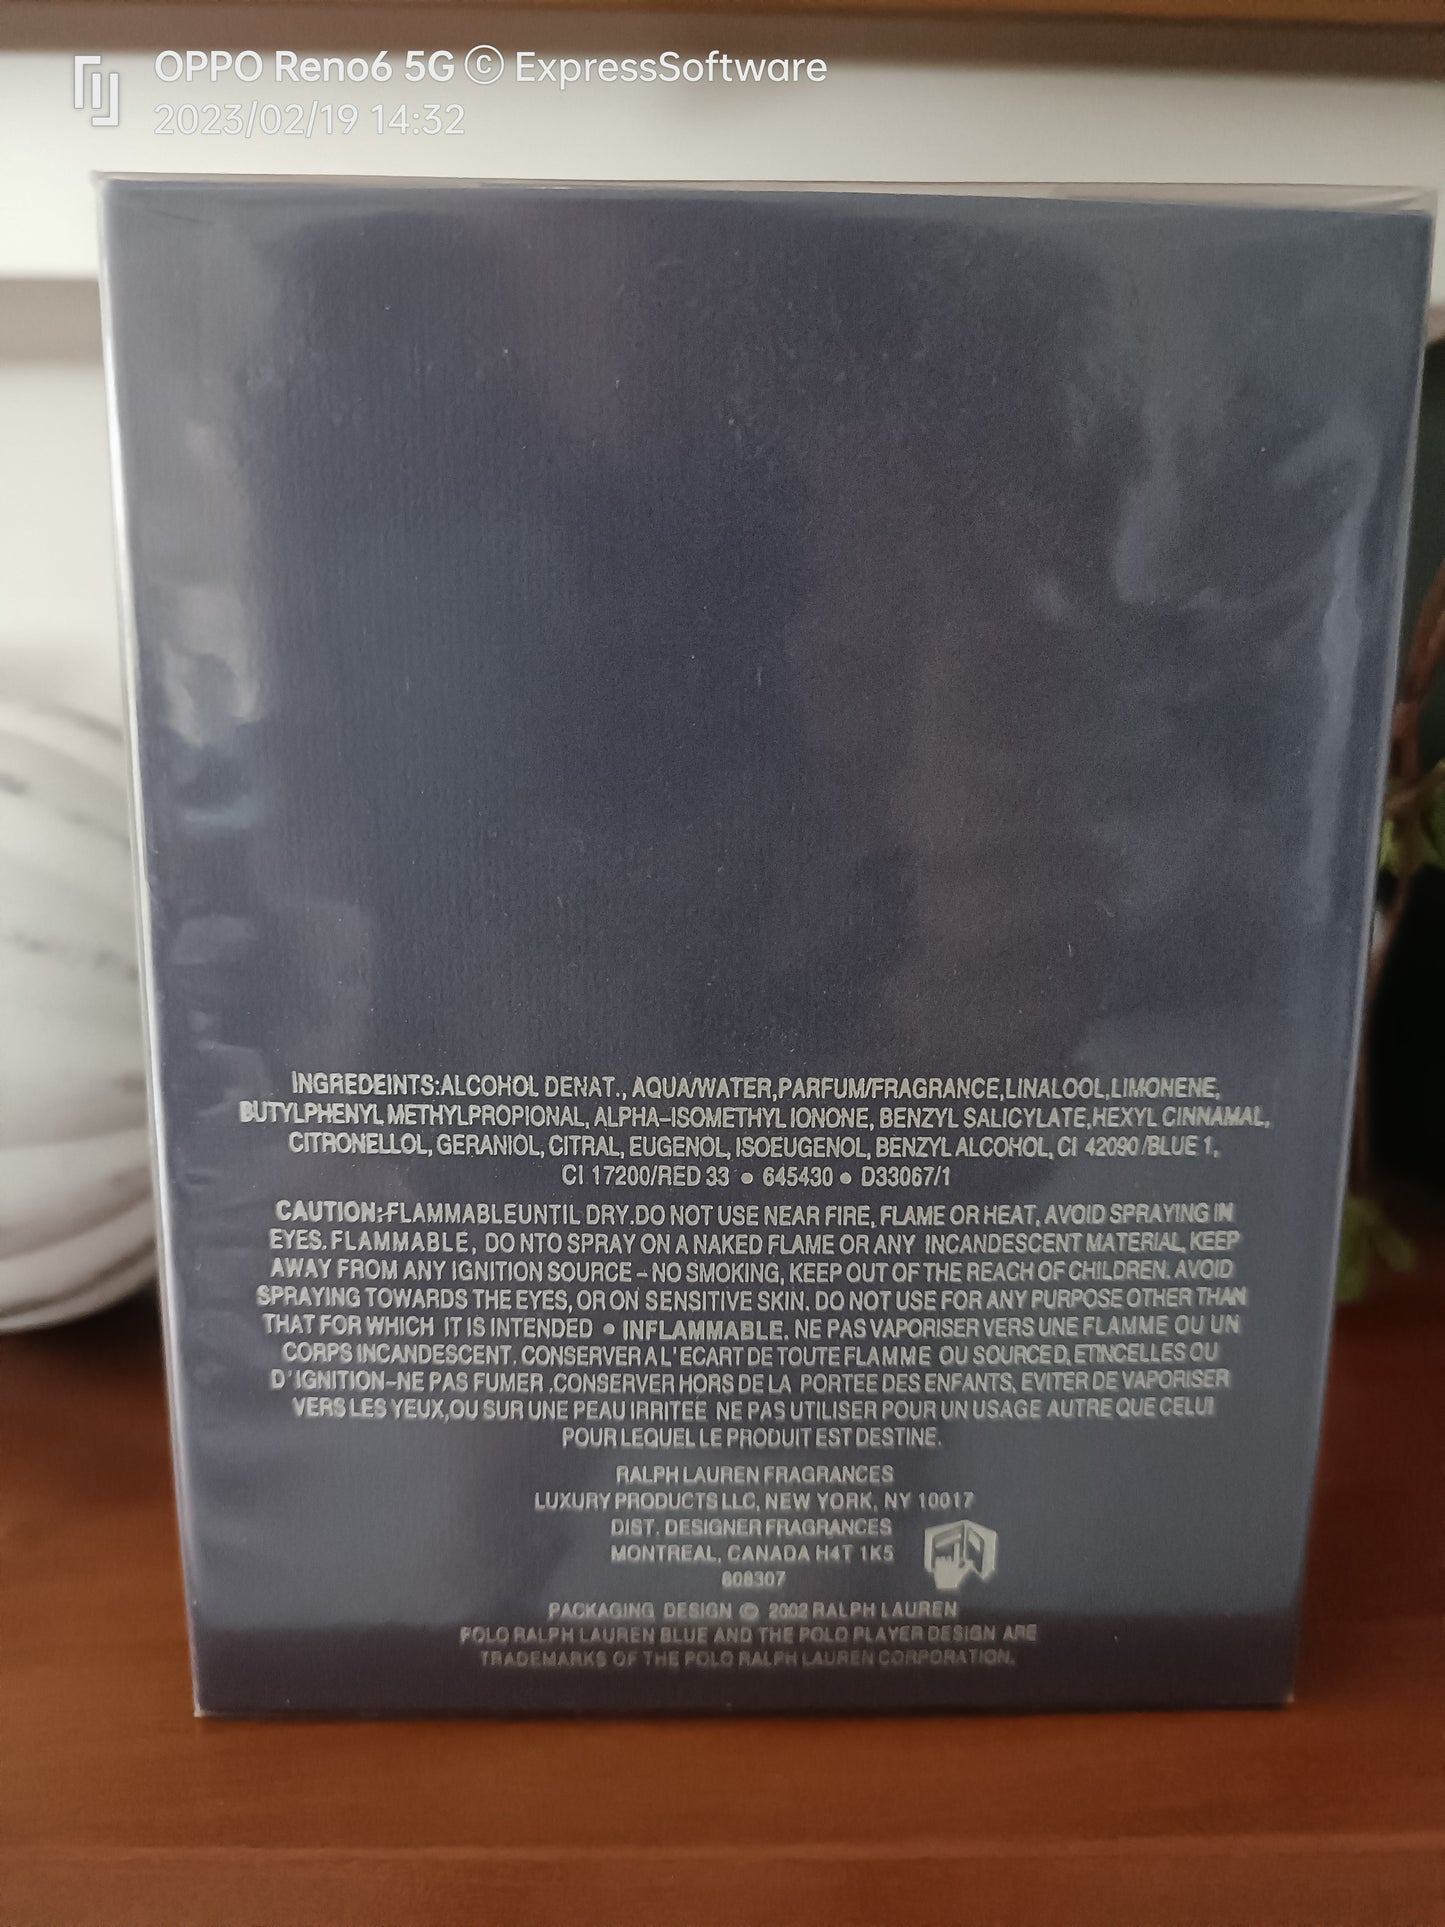 OPPO Reno6 5G © ExpressSoftware
2023/02/19 14:32
INGREDEINTS:ALCOHOL DENAT., AQUA/WATER,PARFUM/FRAGRANCE,LINALOOL,LIMONENE,
BUTYLPHENYL METHYLPROPIONAL, ALPHA-ISOMETHYL IONONE, BENZYL SALICYLATE,HEXYL CINNAMAL,
CITRONELLOL, GERANIOL, CITRAL, EUGENOL, ISOEUGENOL, BENZYL ALCOHOL, CI 42090/BLUE 1,
CI 17200/RED 33 • 645430 • D33067/1
CAUTION:-FLAMMABLEUNTIL DRY.DO NOT USE NEAR FIRE, FLAME OR HEAT, AVOID SPRAYING IN
EYES. FLAMMABLE, DO NTO SPRAY ON A NAKED FLAME OR ANY INCANDESCENT MATERIAL, KEEP
AWAY FROM ANY IGNITION SOURCE - NO SMOKING, KEEP OUT OF THE REACH OF CHILDREN. AVOID
SPRAYING TOWARDS THE EYES, OR ON SENSITIVE SKIN. DO NOT USE FOR ANY PURPOSE OTHER THAN
THAT FOR WHICH IT IS INTENDED • INFLAMMABLE. NE PAS VAPORISER VERS UNE FLAMME OU UN
CORPS INCANDESCENT. CONSERVER A L'ECART DE TOUTE FLAMME OU SOURCE D, ETINCELLES OU
D'IGNITION-NE PAS FUMER .CONSERVER HORS DE LA PORTEE DES ENFANTS, EVITER DE VAPORISER
VERS LES YEUX,OU SUR UNE PEAU IRRITEE NE PAS UTILISER POUR UN USAGE AUTRE QUE CELUI
POUR LEQUEL LE PRODUIT EST DESTINE.
RALPH LAUREN FRAGRANCES
LUXURY PRODUCTS LLC, NEW YORK, NY 10017
DIST. DESIGNER FRAGRANCES
MONTREAL, CANADA H4T 1K5
608307
PACKAGING DESIGN © 2002 RALPH LAUREN
POLO RALPH LAUREN BLUE AND THE POLO PLAYER DESIGN ARE
TRADEMARKS OF THE POLO RALPH LAUREN CORPORATION.